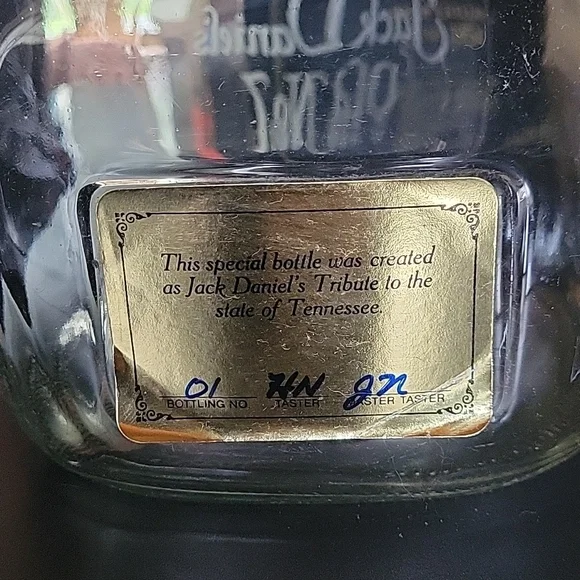 Jack Daniel's
Old No. 7
This special bottle was created
as Jack Daniel's Tribute to the
state of Tennessee.
01 HN JN
BOTTLING NO. TASTER MASTER TASTER